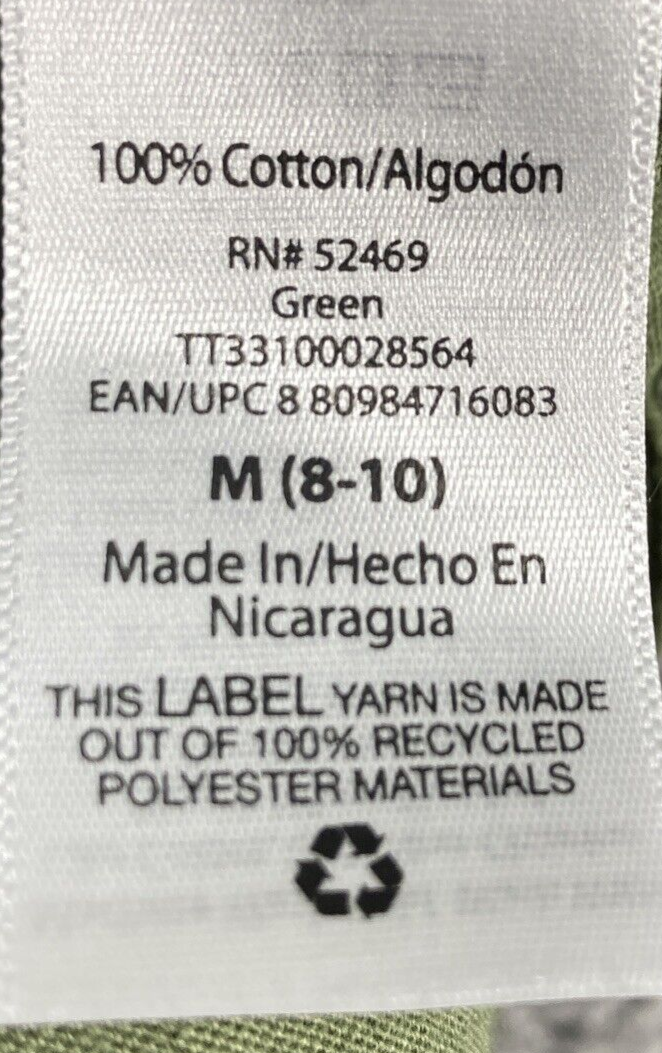 100% Cotton/Algodón
RN# 52469
Green
TT33100028564
EAN/UPC 8 80984716083
M (8-10)
Made In/Hecho En
Nicaragua
THIS LABEL YARN IS MADE
OUT OF 100% RECYCLED
POLYESTER MATERIALS